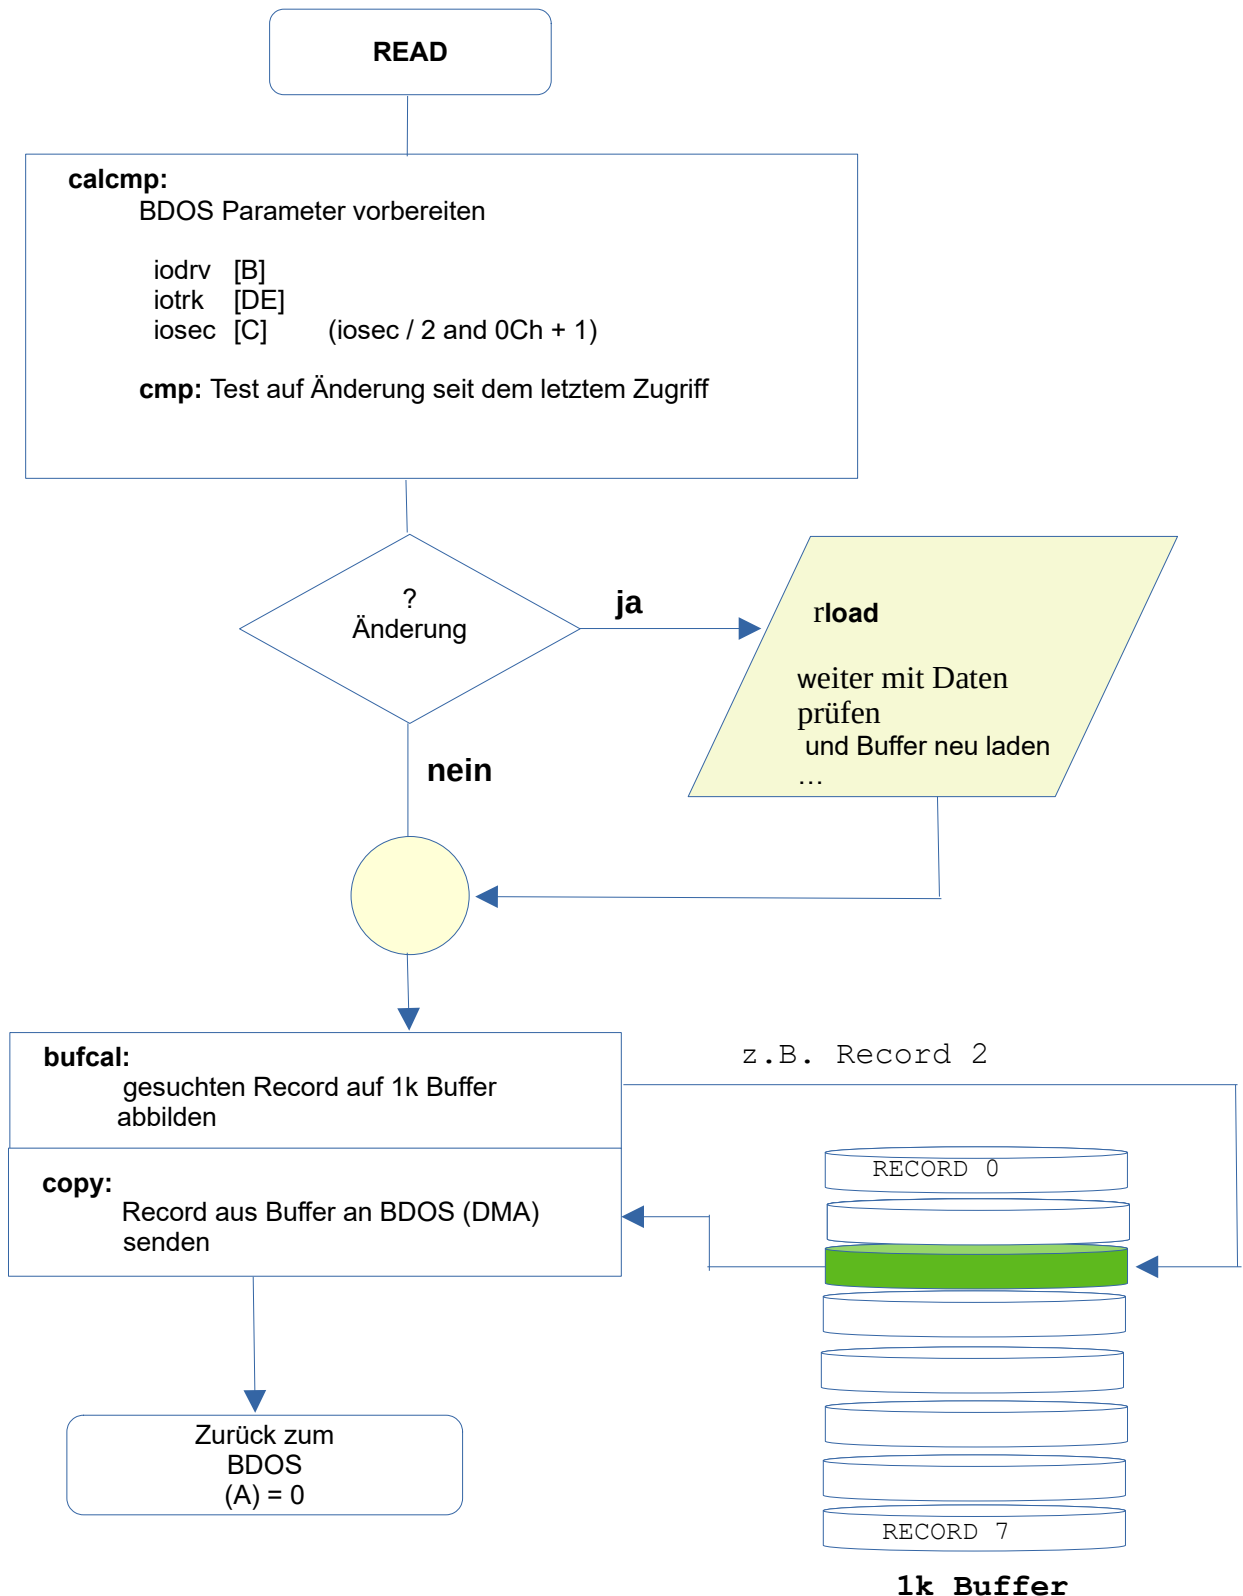 READ
calcmp:
BDOS Parameter vorbereiten
iodrv [B]
iotrk [DE]
iosec [C] (iosec / 2 and 0Ch + 1)
cmp: Test auf Änderung seit dem letztem Zugriff
?
Änderung
ja
rload
weiter mit Daten
prüfen
und Buffer neu laden
…
nein
bufcal:
gesuchten Record auf 1k Buffer
abbilden
z.B. Record 2
copy:
Record aus Buffer an BDOS (DMA)
senden
RECORD 0
Zurück zum
BDOS
(A) = 0
RECORD 7
1k Buffer